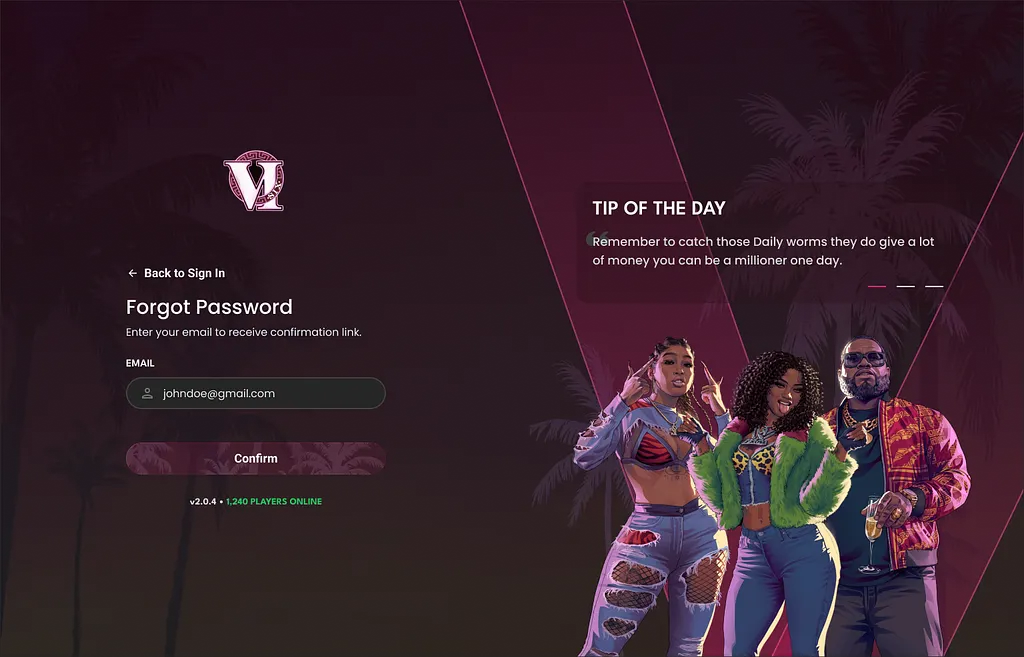 VI
SIX
← Back to Sign In
Forgot Password
Enter your email to receive confirmation link.
EMAIL
johndoe@gmail.com
Confirm
v2.0.4 • 1,240 PLAYERS ONLINE
TIP OF THE DAY
“
Remember to catch those Daily worms they do give a lot
of money you can be a millioner one day.